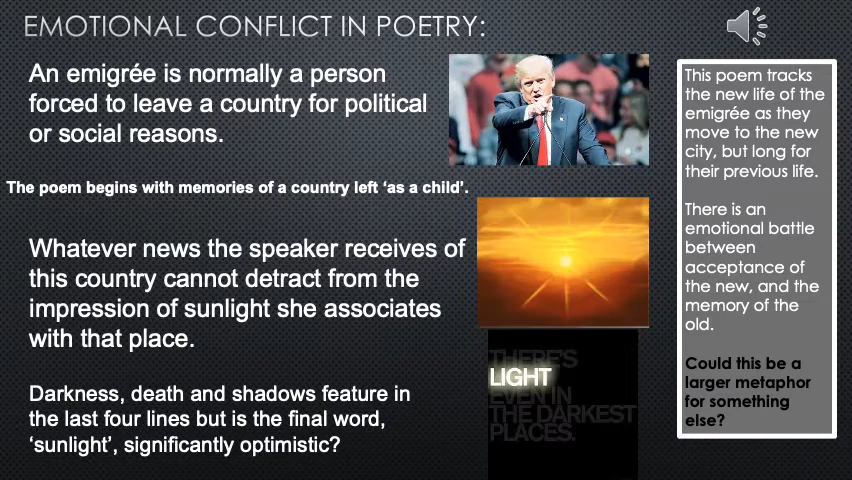 EMOTIONAL CONFLICT IN POETRY:
An emigrée is normally a person
forced to leave a country for political
or social reasons.
The poem begins with memories of a country left ‘as a child’.
Whatever news the speaker receives of
this country cannot detract from the
impression of sunlight she associates
with that place.
Darkness, death and shadows feature in
the last four lines but is the final word,
‘sunlight’, significantly optimistic?
THERE'S
LIGHT
EVEN IN
THE DARKEST
PLACES.
This poem tracks
the new life of the
emigrée as they
move to the new
city, but long for
their previous life.
There is an
emotional battle
between
acceptance of
the new, and the
memory of the
old.
Could this be a
larger metaphor
for something
else?